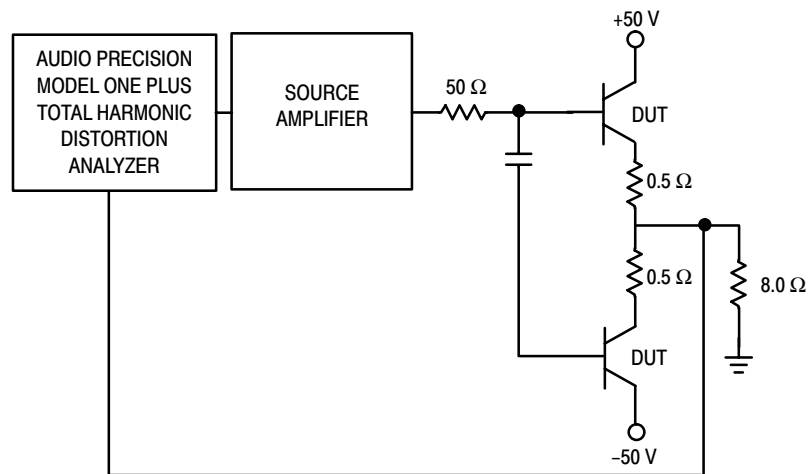 +50 V
AUDIO PRECISION
MODEL ONE PLUS
TOTAL HARMONIC
DISTORTION
ANALYZER
SOURCE
AMPLIFIER
50 Ω
DUT
0.5 Ω
0.5 Ω
8.0 Ω
DUT
–50 V